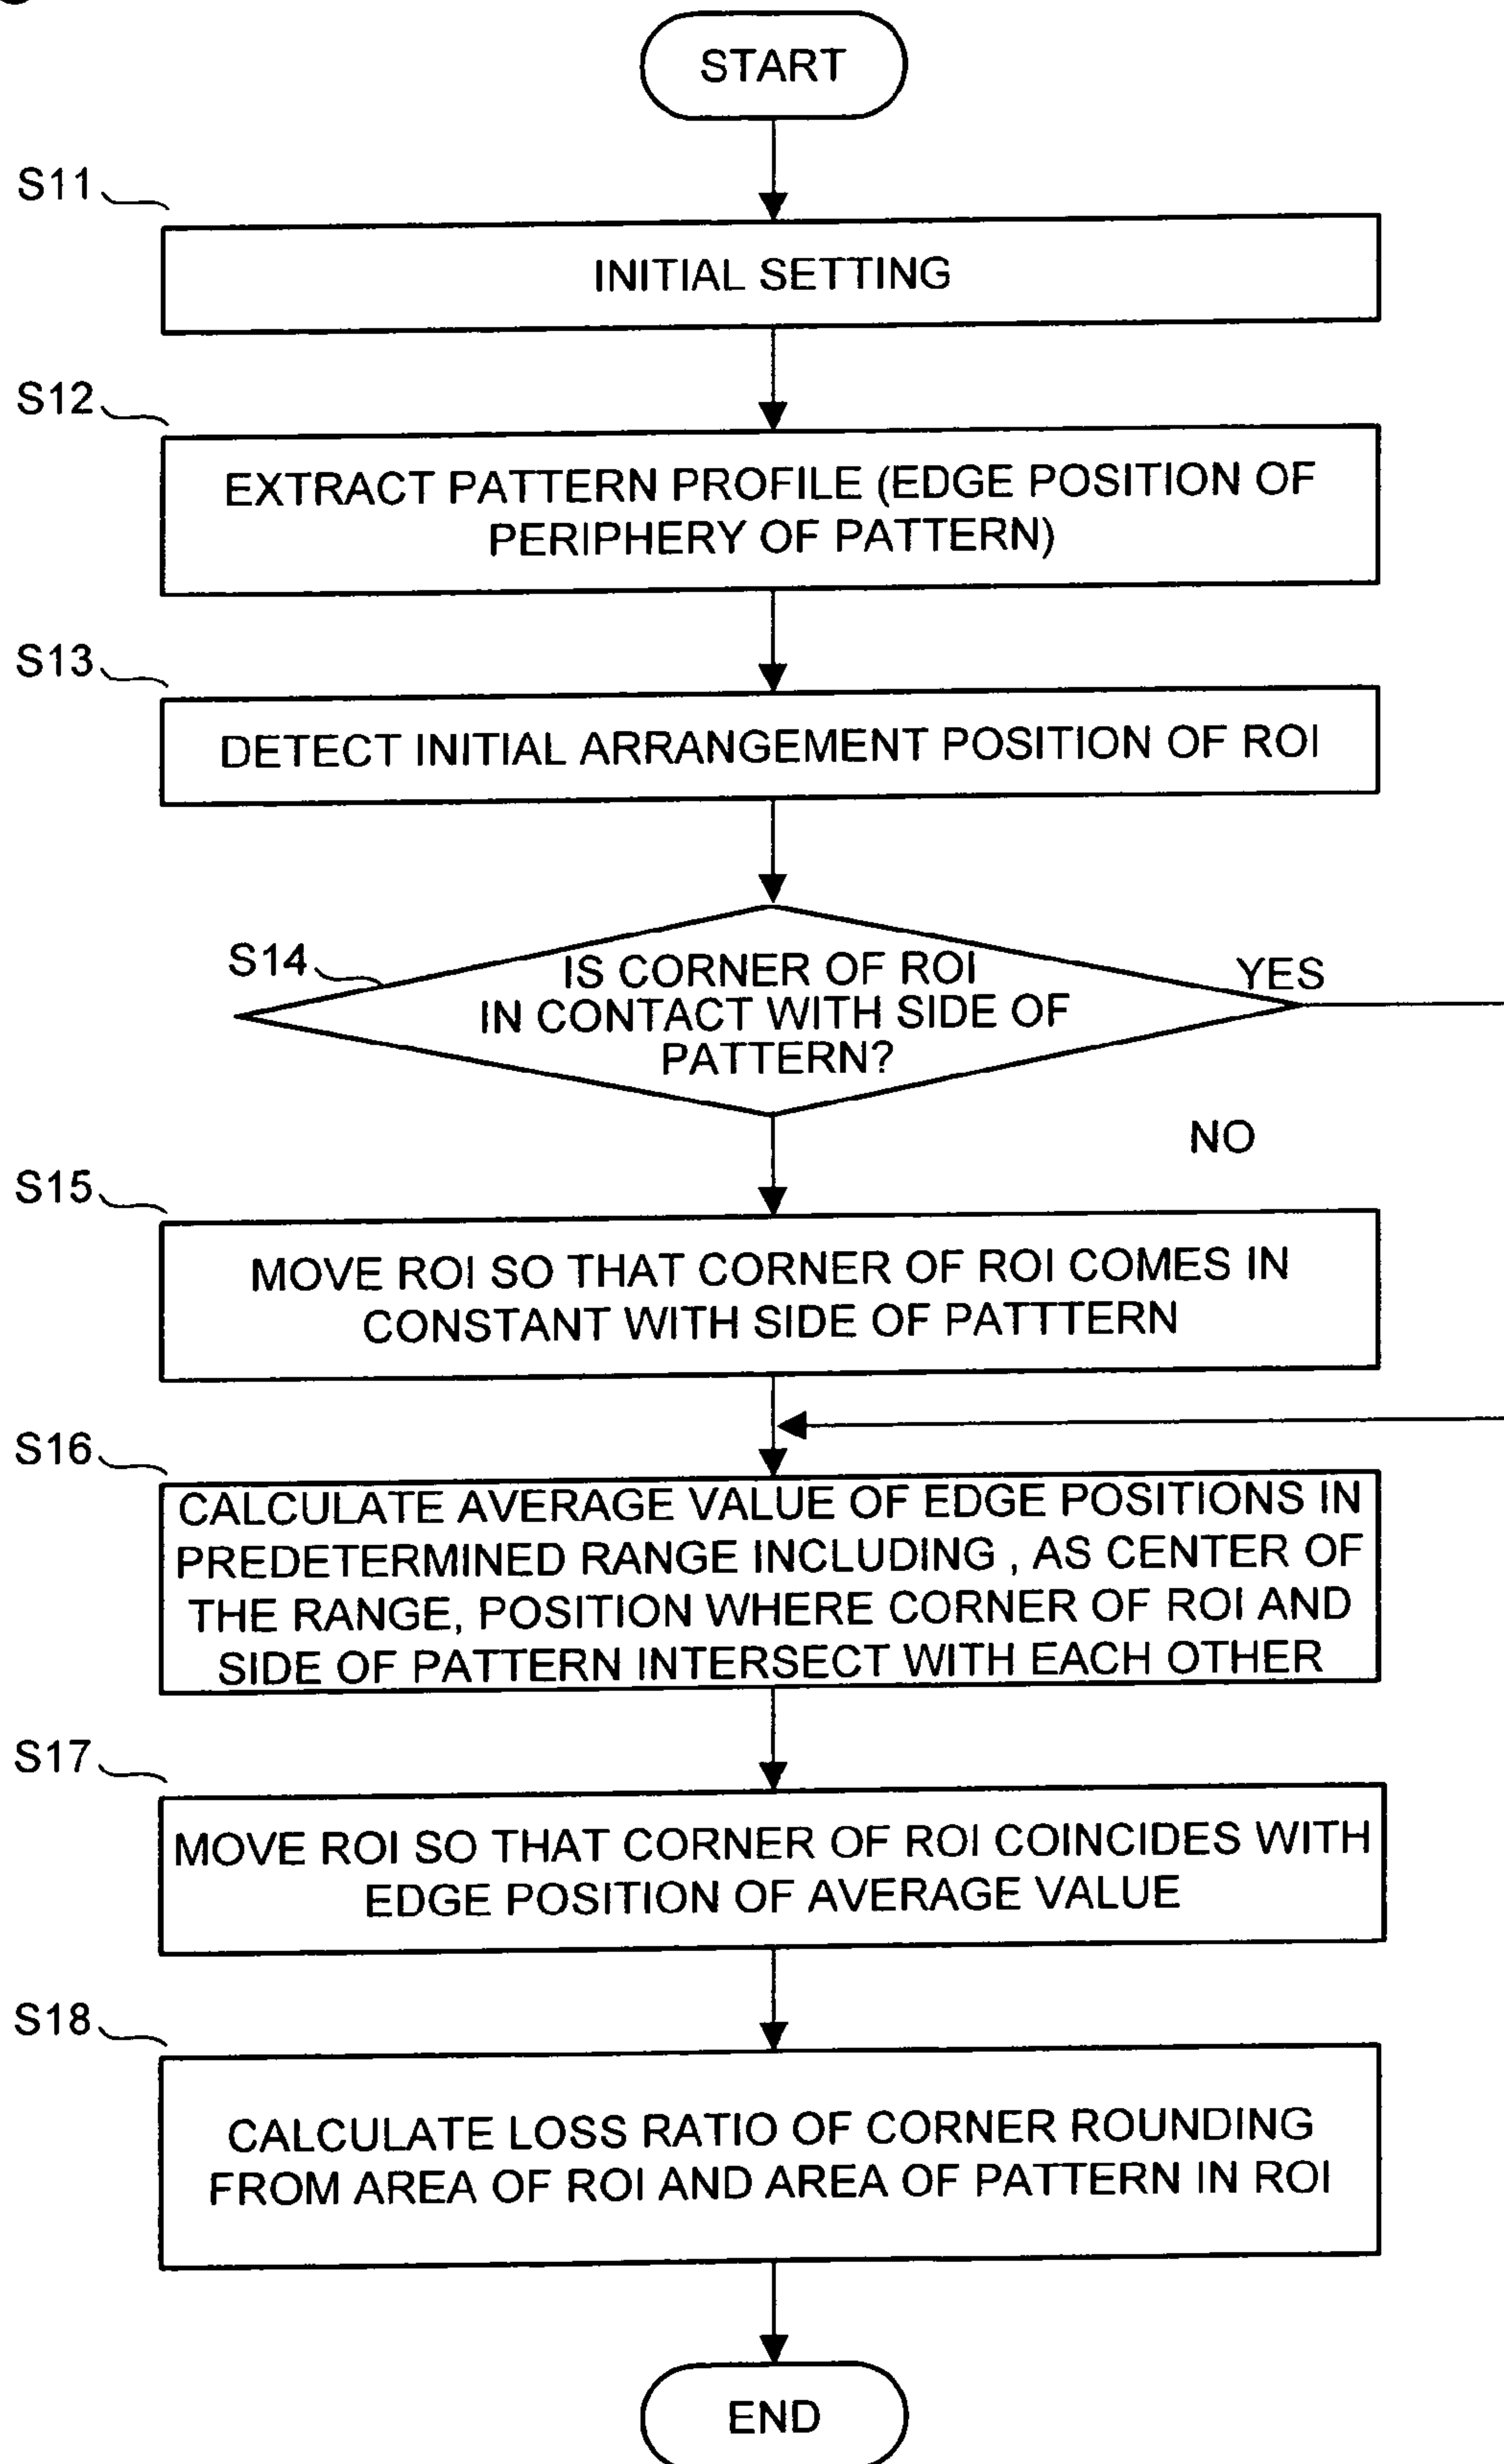 START
S11
INITIAL SETTING
S12
EXTRACT PATTERN PROFILE (EDGE POSITION OF
PERIPHERY OF PATTERN)
S13
DETECT INITIAL ARRANGEMENT POSITION OF ROI
S14
IS CORNER OF ROI
IN CONTACT WITH SIDE OF
PATTERN?
YES
NO
S15
MOVE ROI SO THAT CORNER OF ROI COMES IN
CONSTANT WITH SIDE OF PATTTERN
S16
CALCULATE AVERAGE VALUE OF EDGE POSITIONS IN
PREDETERMINED RANGE INCLUDING , AS CENTER OF
THE RANGE, POSITION WHERE CORNER OF ROI AND
SIDE OF PATTERN INTERSECT WITH EACH OTHER
S17
MOVE ROI SO THAT CORNER OF ROI COINCIDES WITH
EDGE POSITION OF AVERAGE VALUE
S18
CALCULATE LOSS RATIO OF CORNER ROUNDING
FROM AREA OF ROI AND AREA OF PATTERN IN ROI
END